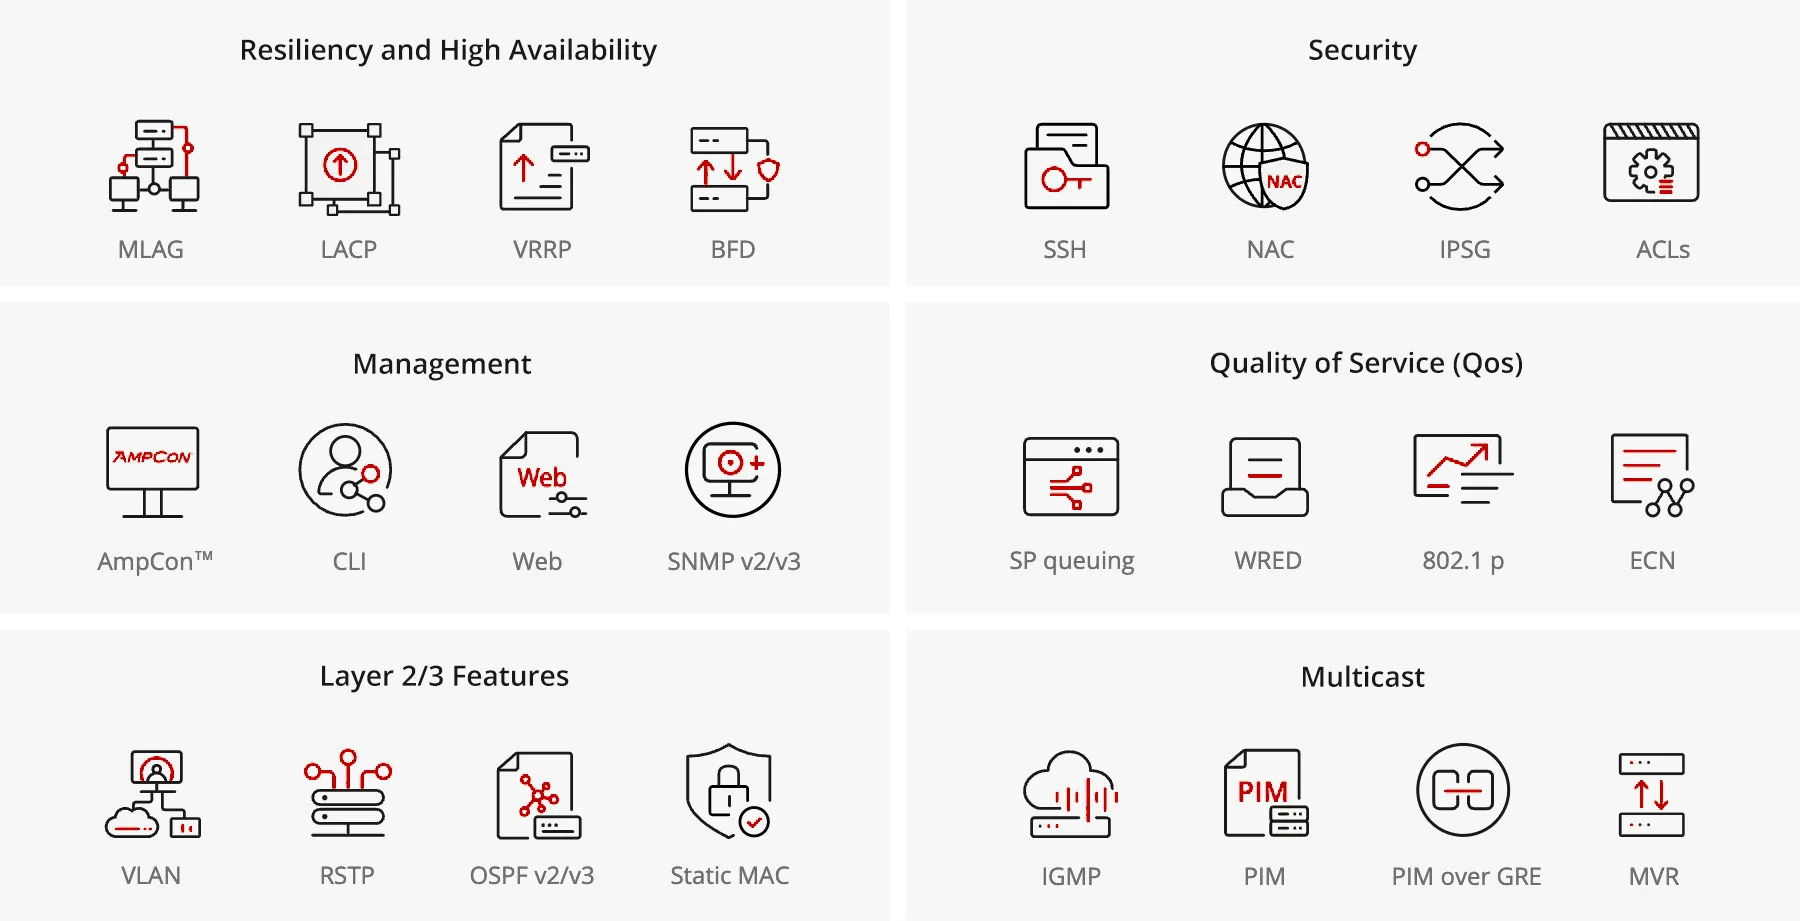 Resiliency and High Availability
MLAG LACP VRRP BFD
Security
NAC
SSH NAC IPSG ACLs
Management
AMPCON Web
AmpCon™ CLI Web SNMP v2/v3
Quality of Service (Qos)
SP queuing WRED 802.1 p ECN
Layer 2/3 Features
VLAN RSTP OSPF v2/v3 Static MAC
Multicast
PIM
IGMP PIM PIM over GRE MVR